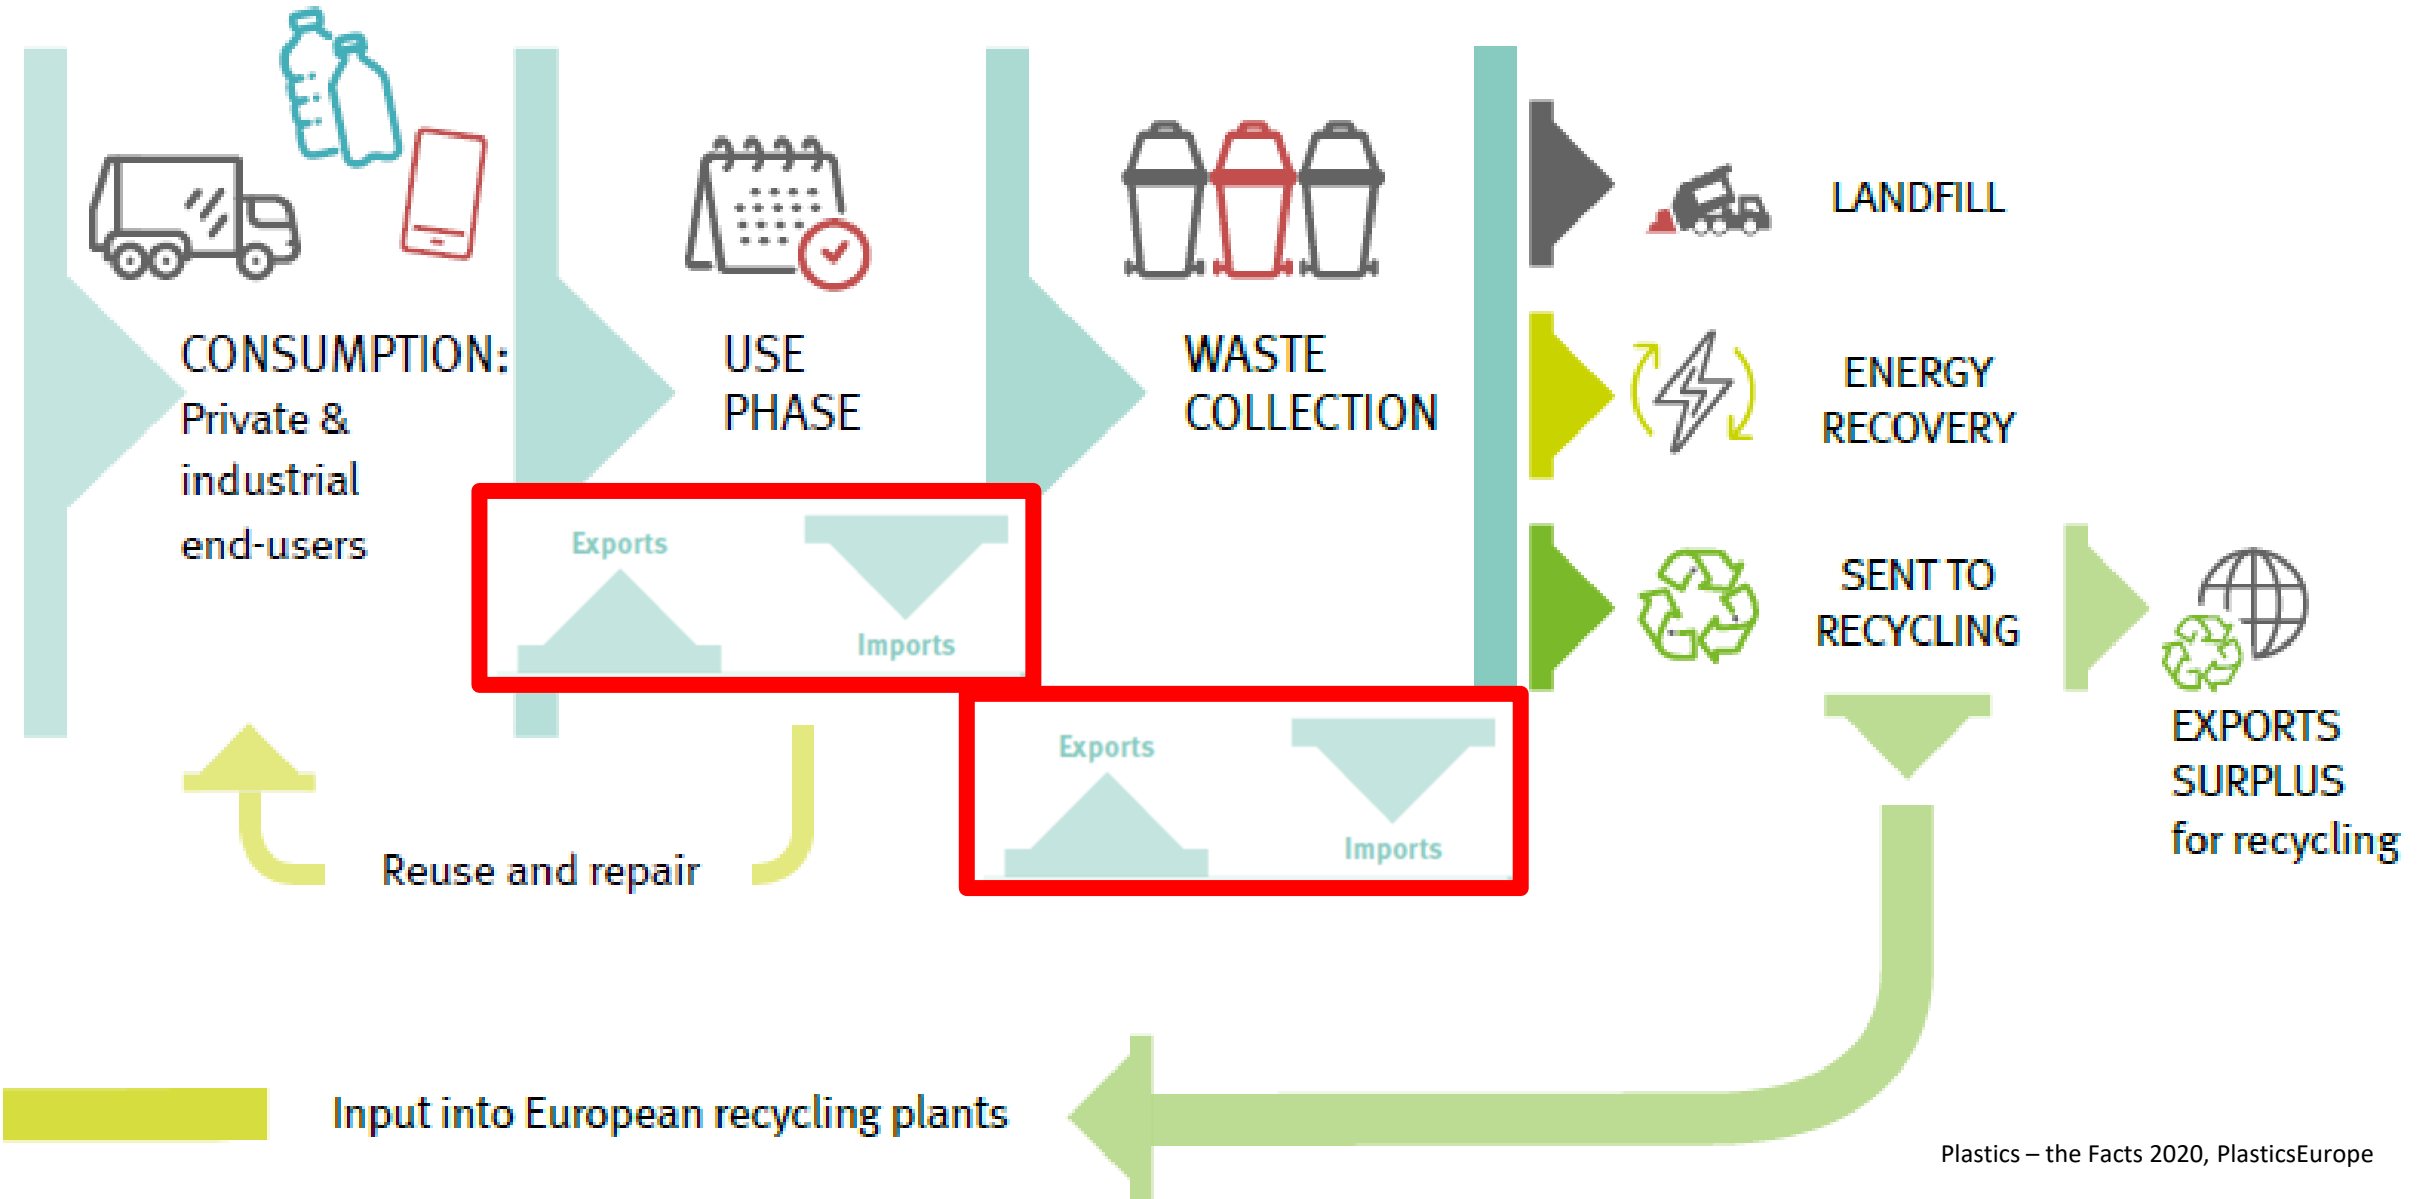 CONSUMPTION:
Private &
industrial
end-users
USE
PHASE
WASTE
COLLECTION
LANDFILL
ENERGY
RECOVERY
SENT TO
RECYCLING
EXPORTS
SURPLUS
for recycling
Exports
Imports
Exports
Imports
Reuse and repair
Input into European recycling plants
Plastics – the Facts 2020, PlasticsEurope